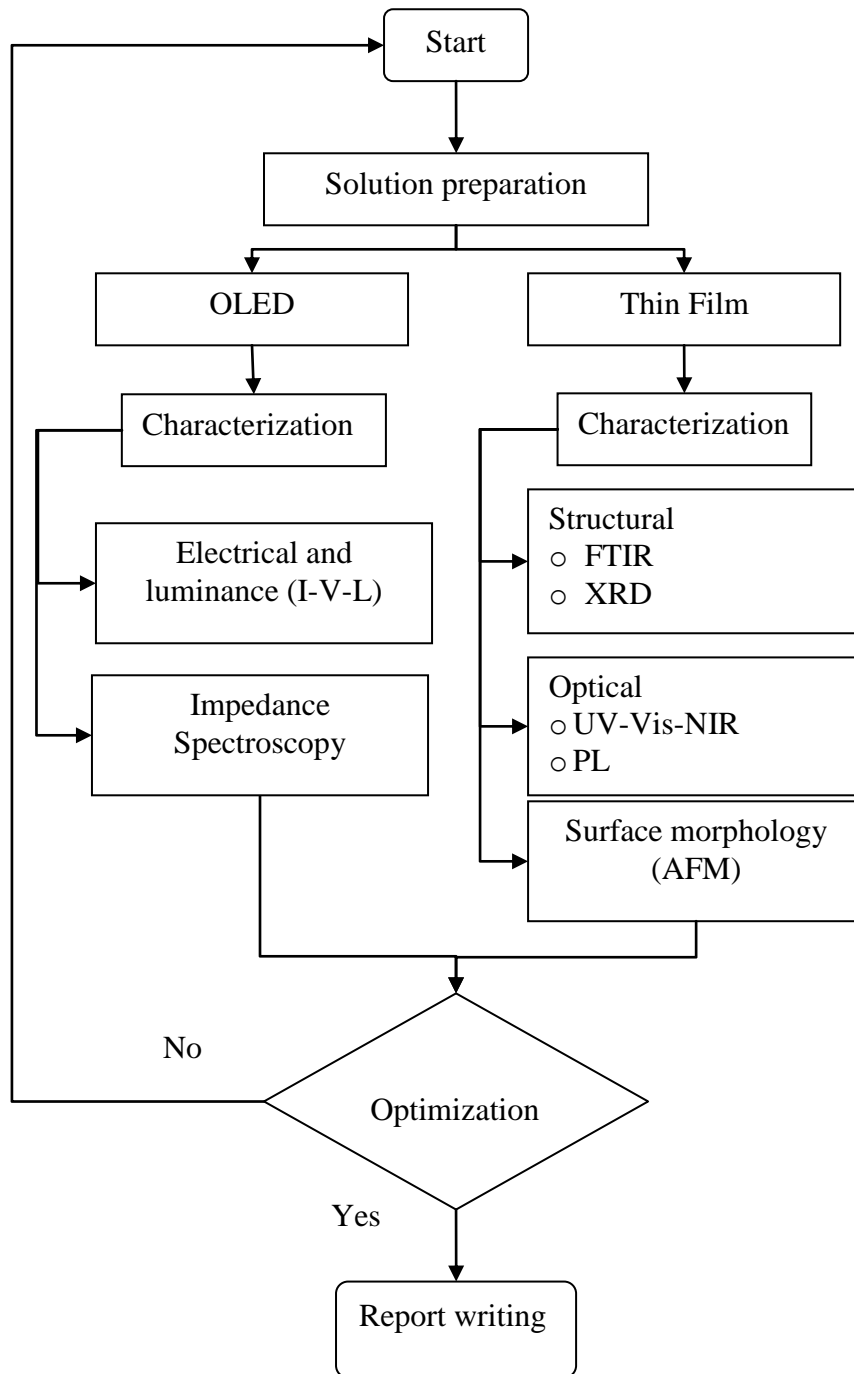 Start
Solution preparation
OLED
Thin Film
Characterization
Characterization
Electrical and
luminance (I-V-L)
Impedance
Spectroscopy
Structural
o FTIR
o XRD
Optical
o UV-Vis-NIR
o PL
Surface morphology
(AFM)
No
Optimization
Yes
Report writing